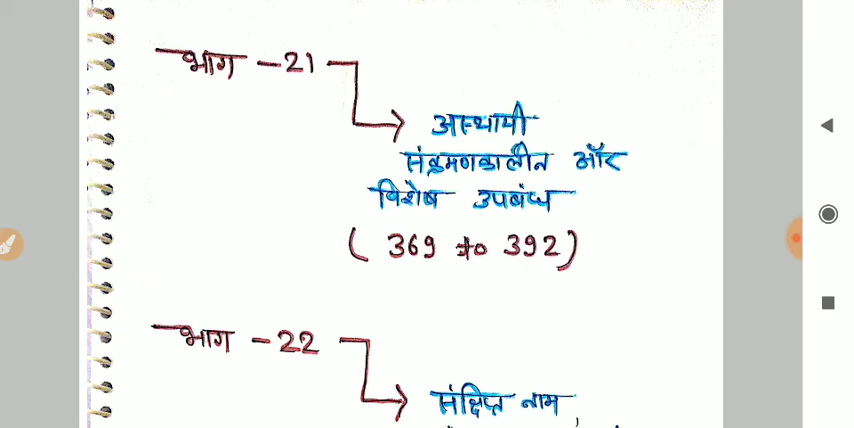 भाग - 21
अस्थायी
संक्रमणकालीन और
विशेष उपबंध
( 369 to 392 )
भाग - 22
संक्षिप्त नाम,